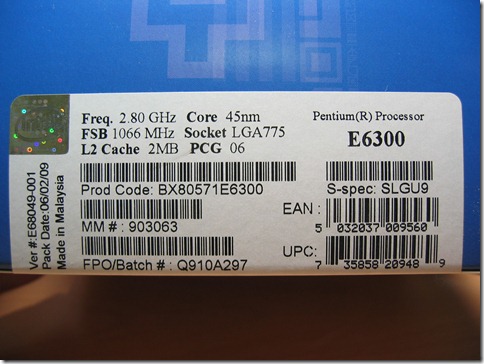 Freq. 2.80 GHz Core 45nm
FSB 1066 MHz Socket LGA775
L2 Cache 2MB PCG 06
Pentium(R) Processor
E6300
Prod Code: BX80571E6300
S-spec: SLGU9
MM # : 903063
EAN :
5 032037 009560
FPO/Batch # : Q910A297
UPC:
7 35858 20948 9
Ver #:E68049-001
Pack Date:06/02/09
Made in Malaysia